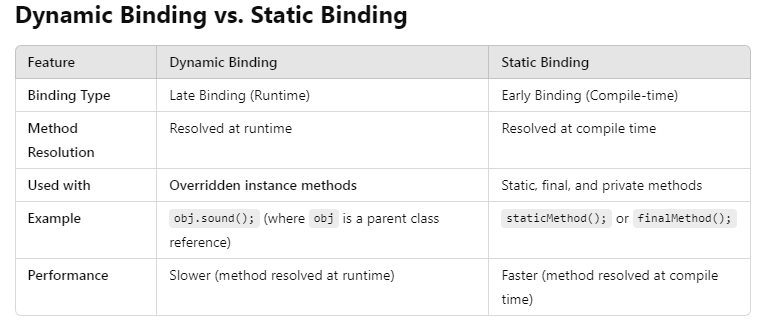 Dynamic Binding vs. Static Binding
Feature Dynamic Binding Static Binding
Binding Type Late Binding (Runtime) Early Binding (Compile-time)
Method Resolved at runtime Resolved at compile time
Resolution
Used with Overridden instance methods Static, final, and private methods
Example obj.sound(); (where obj is a parent class staticMethod(); or finalMethod();
reference)
Performance Slower (method resolved at runtime) Faster (method resolved at compile
time)